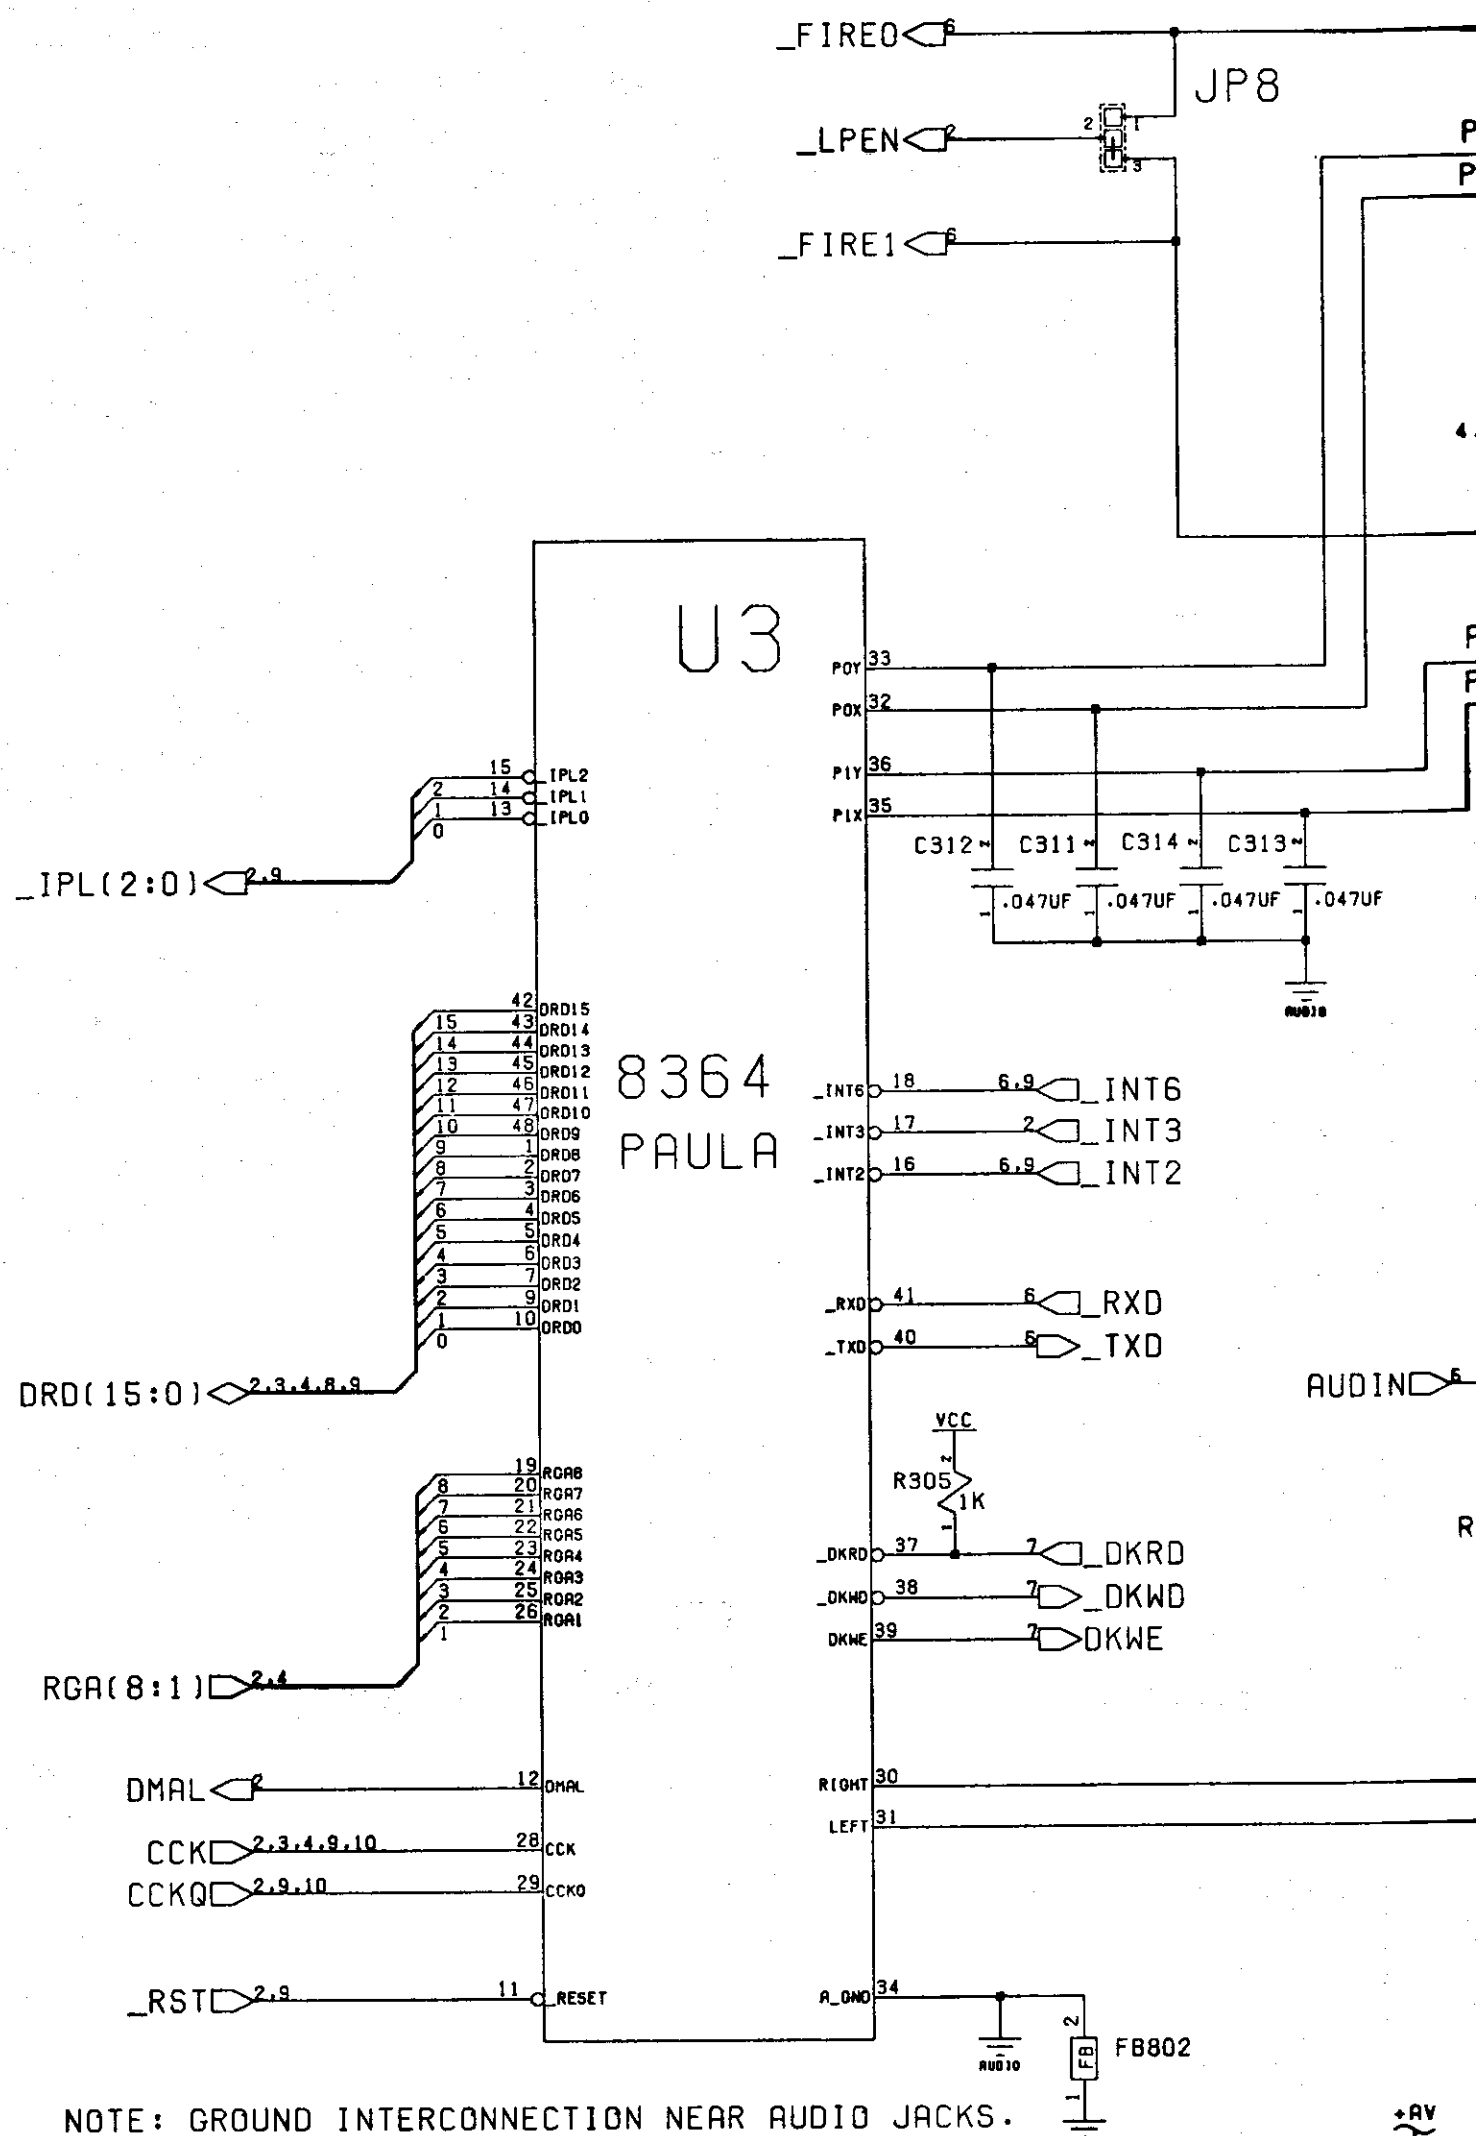 _FIRE0 6
JP8
2 1
_LPEN 2
3
P
P
_FIRE1 6
4.
U3
P0Y 33
P
P
P0X 32
15 _IPL2
P1Y 36
2 14 _IPL1
1 13 _IPL0
P1X 35
0
C312 2 C311 2 C314 2 C313 2
_IPL(2:0) 2,9
1 .047UF 1 .047UF 1 .047UF 1 .047UF
AUDIO
42 DRD15
15 43 DRD14
14 44 DRD13
13 45 DRD12
12 46 DRD11
11 47 DRD10
10 48 DRD9
9 1 DRD8
8 2 DRD7
7 3 DRD6
6 4 DRD5
5 5 DRD4
4 6 DRD3
3 7 DRD2
2 9 DRD1
1 10 DRD0
0
8364
PAULA
_INT6 18 6,9 _INT6
_INT3 17 2 _INT3
_INT2 16 6,9 _INT2
_RXD 41 6 _RXD
_TXD 40 6 _TXD
DRD(15:0) 2,3,4,8,9
AUDIN 6
VCC
2
R305
1K
1
R
19 RGA8
8 20 RGA7
7 21 RGA6
6 22 RGA5
5 23 RGA4
4 24 RGA3
3 25 RGA2
2 26 RGA1
1
_DKRD 37 7 _DKRD
_DKWD 38 7 _DKWD
DKWE 39 7 DKWE
RGA(8:1) 2,4
DMAL 2 12 DMAL
RIGHT 30
LEFT 31
CCK 2,3,4,9,10 28 CCK
CCKQ 2,9,10 29 CCKQ
_RST 2,9 11 _RESET
A_GND 34
2
AUDIO
FB
FB802
1
NOTE: GROUND INTERCONNECTION NEAR AUDIO JACKS.
+AV